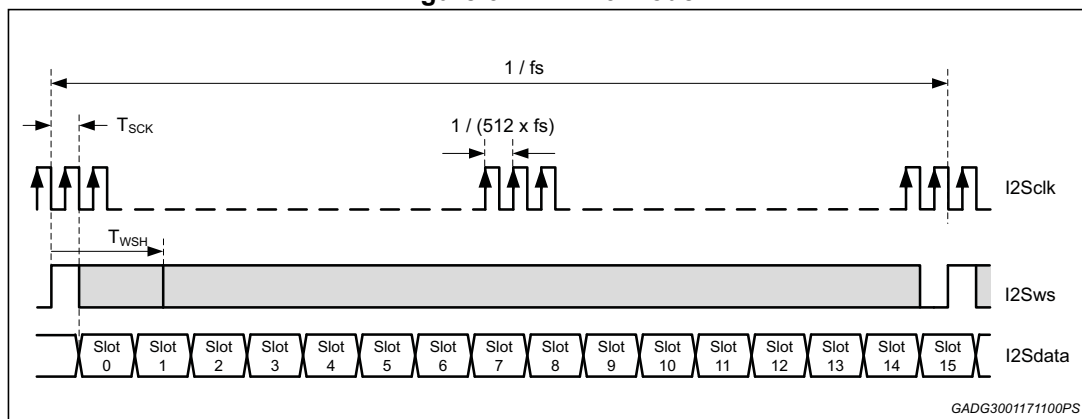 1 / fs
TSCK
1 / (512 x fs)
I2Sclk
TWSH
I2Sws
Slot 0
Slot 1
Slot 2
Slot 3
Slot 4
Slot 5
Slot 6
Slot 7
Slot 8
Slot 9
Slot 10
Slot 11
Slot 12
Slot 13
Slot 14
Slot 15
I2Sdata
GADG3001171100PS